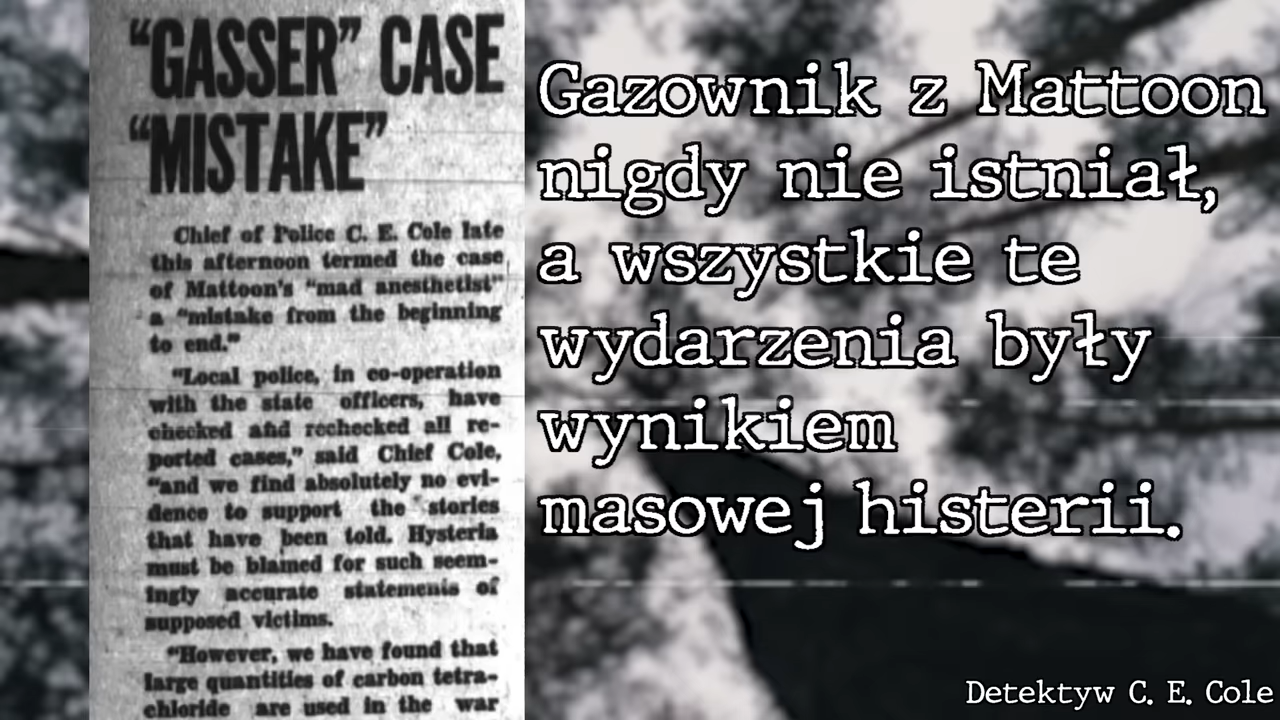 “GASSER” CASE
“MISTAKE”
Chief of Police C. E. Cole late
this afternoon termed the case
of Mattoon's “mad anesthetist”
a “mistake from the beginning
to end.”
“Local police, in co-operation
with the state officers, have
checked and rechecked all re-
ported cases,” said Chief Cole,
“and we find absolutely no evi-
dence to support the stories
that have been told. Hysteria
must be blamed for such seem-
ingly accurate statements of
supposed victims.
“However, we have found that
large quantities of carbon tetra-
chloride are used in the war
Gazownik z Mattoon
nigdy nie istniał,
a wszystkie te
wydarzenia były
wynikiem
masowej histerii.
Detektyw C. E. Cole